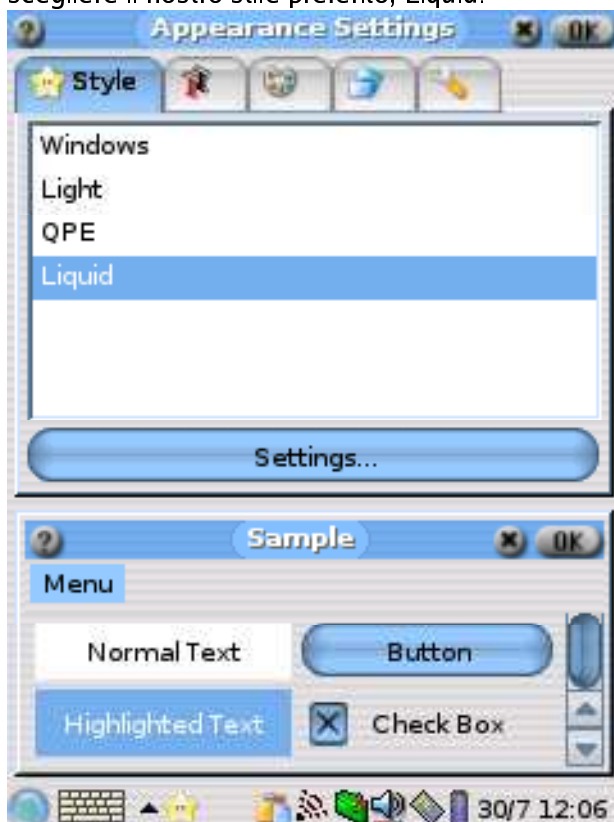 scegliere il nostro stile preferito, Liquid:
? Appearance Settings OK
Style
Windows
Light
QPE
Liquid
Settings...
? Sample OK
Menu
Normal Text
Button
Highlighted Text
Check Box
30/7 12:06